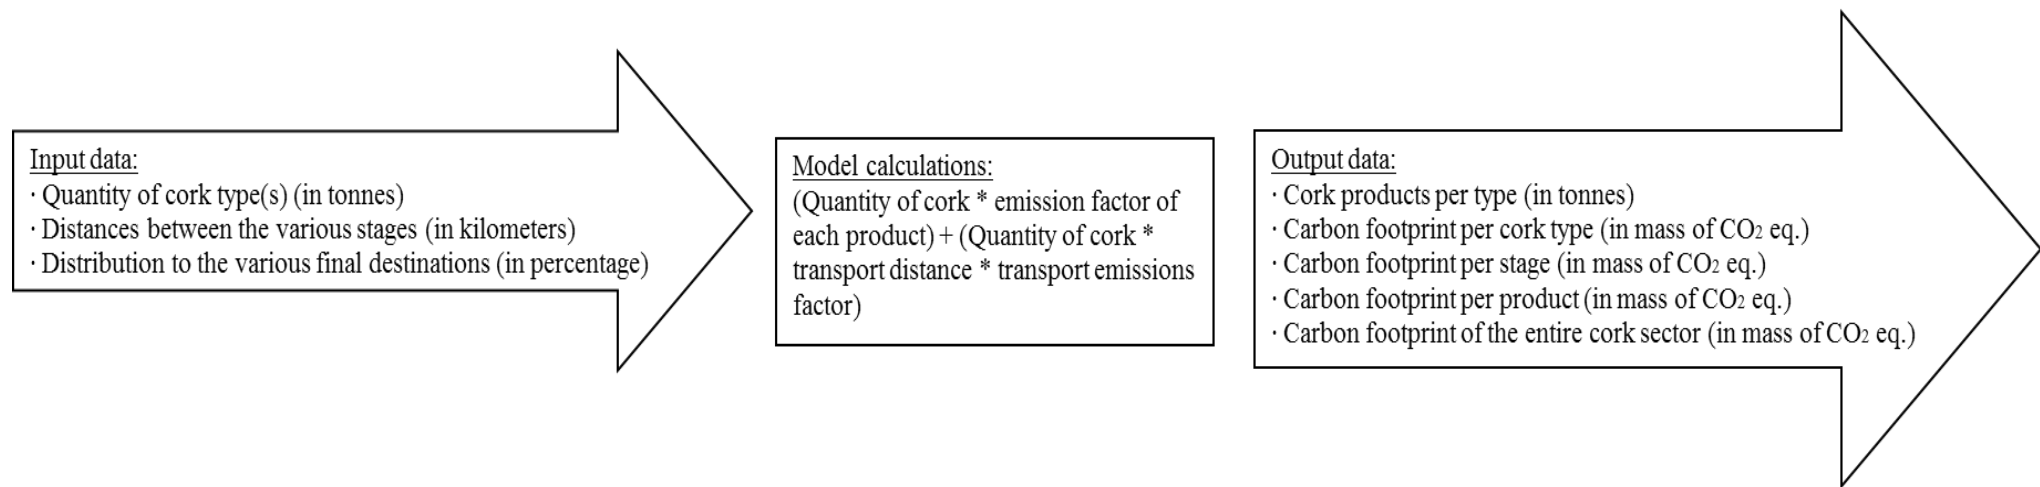 Input data:
· Quantity of cork type(s) (in tonnes)
· Distances between the various stages (in kilometers)
· Distribution to the various final destinations (in percentage)
Model calculations:
(Quantity of cork * emission factor of
each product) + (Quantity of cork *
transport distance * transport emissions
factor)
Output data:
· Cork products per type (in tonnes)
· Carbon footprint per cork type (in mass of CO₂ eq.)
· Carbon footprint per stage (in mass of CO₂ eq.)
· Carbon footprint per product (in mass of CO₂ eq.)
· Carbon footprint of the entire cork sector (in mass of CO₂ eq.)